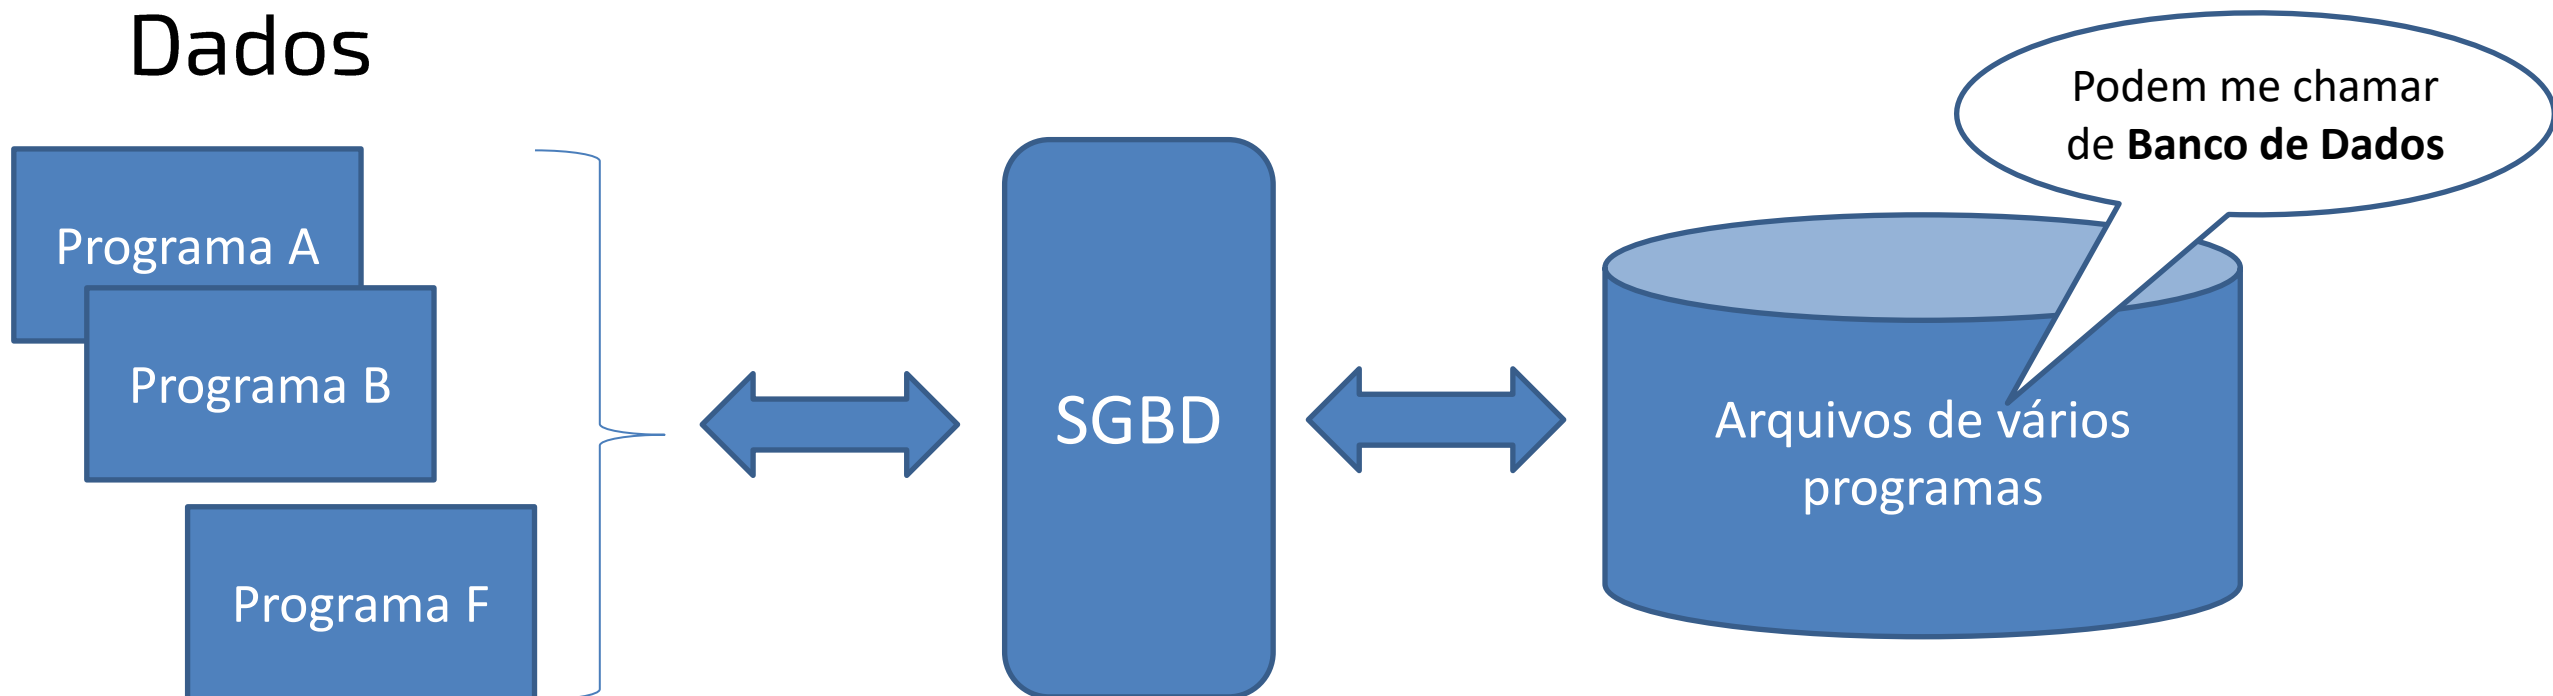 Dados
Podem me chamar
de Banco de Dados
Programa A
Programa B
Programa F
SGBD
Arquivos de vários
programas